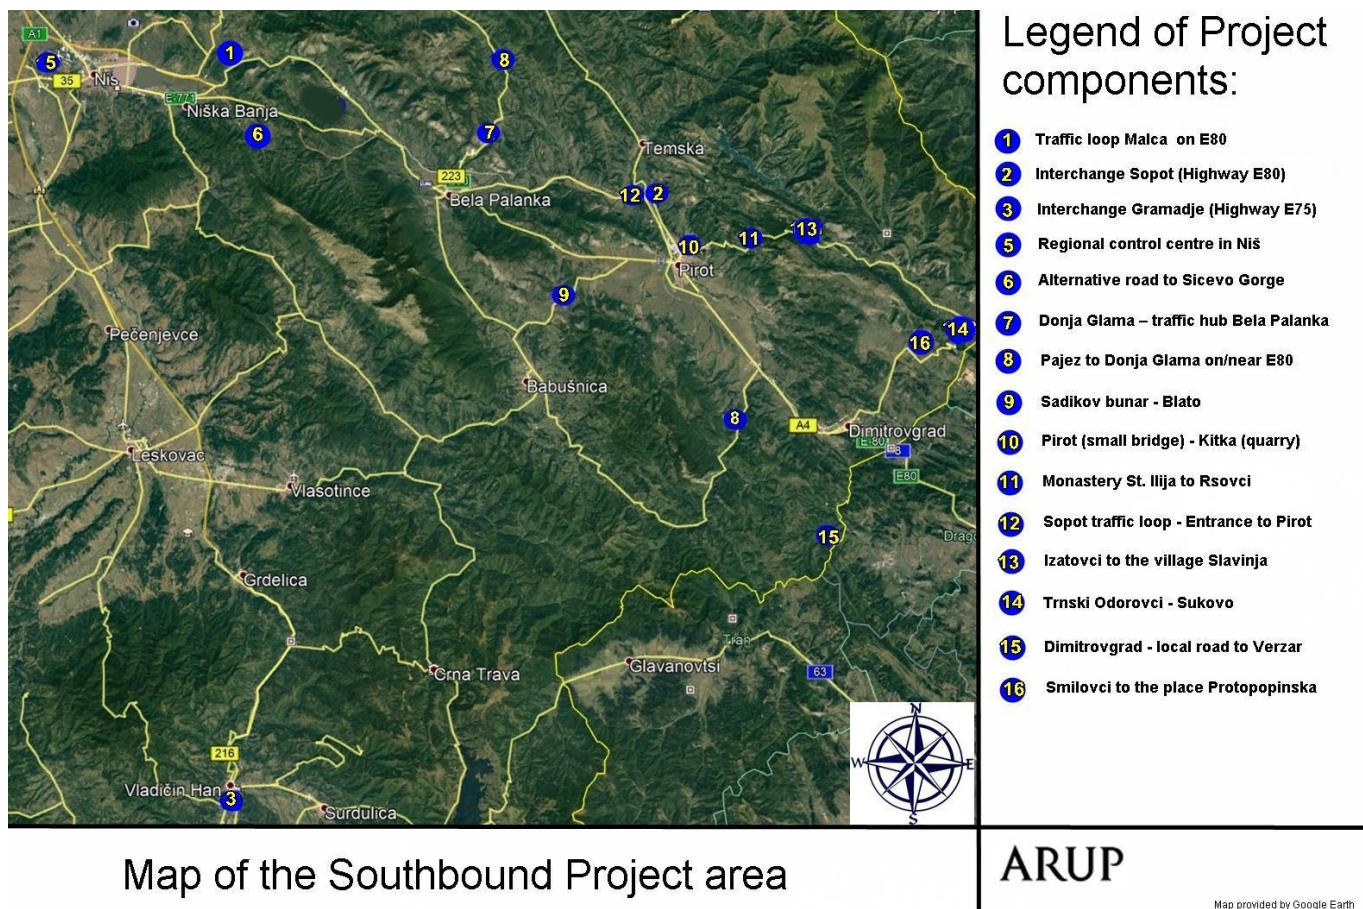 A1
5
35
Niš
1
E-771
Niška Banja
6
8
7
223
Bela Palanka
Temska
12
2
10
11
13
Pirot
9
Pečenjevce
Babušnica
8
16
14
A4
Dimitrovgrad
E-80
8
E80
Leskovac
Vlasotince
15
Grdelica
Tran
Glavanovtsi
Crna Trava
63
216
Vladičin Han
3
Surdulica
N
W
E
S
Legend of Project
components:
1 Traffic loop Malca on E80
2 Interchange Sopot (Highway E80)
3 Interchange Gramadje (Highway E75)
5 Regional control centre in Niš
6 Alternative road to Sicevo Gorge
7 Donja Glama – traffic hub Bela Palanka
8 Pajez to Donja Glama on/near E80
9 Sadikov bunar - Blato
10 Pirot (small bridge) - Kitka (quarry)
11 Monastery St. Ilija to Rsovci
12 Sopot traffic loop - Entrance to Pirot
13 Izatovci to the village Slavinja
14 Trnski Odorovci - Sukovo
15 Dimitrovgrad - local road to Verzar
16 Smilovci to the place Protopopinska
Map of the Southbound Project area
ARUP
Map provided by Google Earth